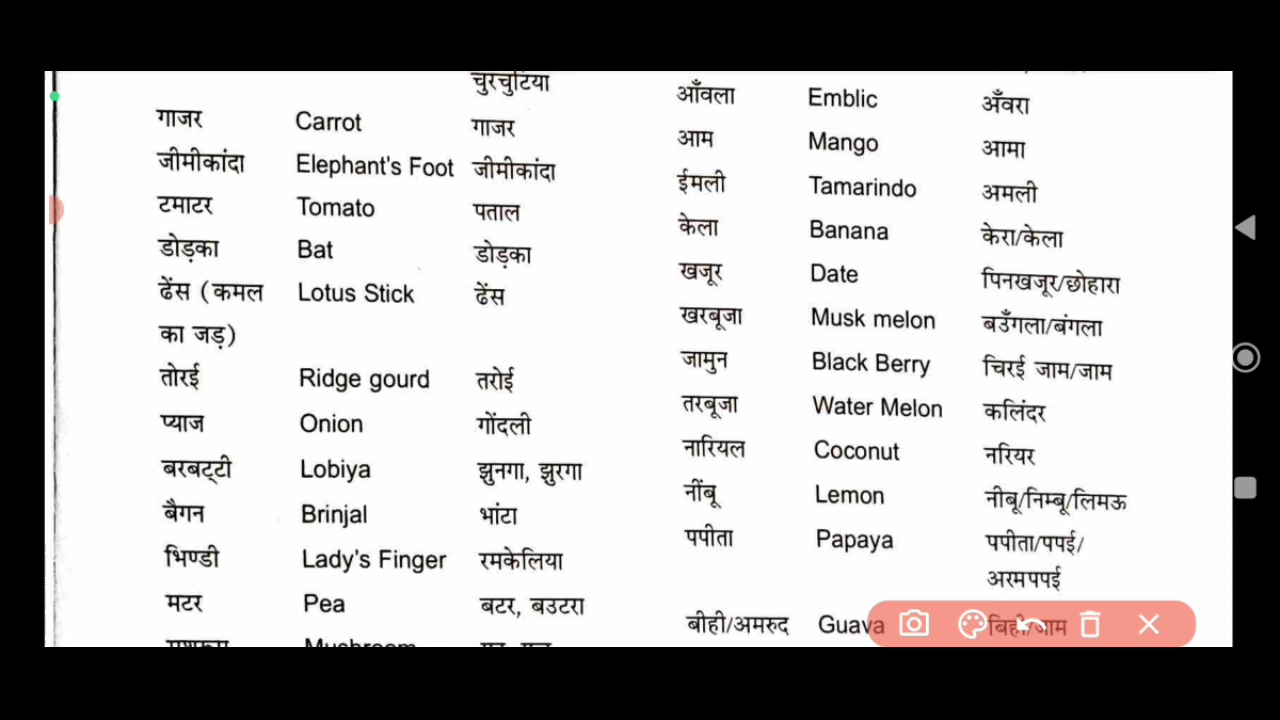 चुरचुटिया
गाजर Carrot गाजर
जीमीकांदा Elephant's Foot जीमीकांदा
टमाटर Tomato पताल
डोड़का Bat डोड़का
ढेंस (कमल Lotus Stick ढेंस
का जड़)
तोरई Ridge gourd तरोई
प्याज Onion गोंदली
बरबट्टी Lobiya झुनगा, झुरगा
बैगन Brinjal भांटा
भिण्डी Lady's Finger रमकेलिया
मटर Pea बटर, बउटरा
Mushroom
आँवला Emblic अँवरा
आम Mango आमा
ईमली Tamarindo अमली
केला Banana केरा/केला
खजूर Date पिनखजूर/छोहारा
खरबूजा Musk melon बउँगला/बंगला
जामुन Black Berry चिरई जाम/जाम
तरबूजा Water Melon कलिंदर
नारियल Coconut नरियर
नींबू Lemon नीबू/निम्बू/लिमऊ
पपीता Papaya पपीता/पपई/
अरमपपई
बीही/अमरुद Guava बिही/जाम